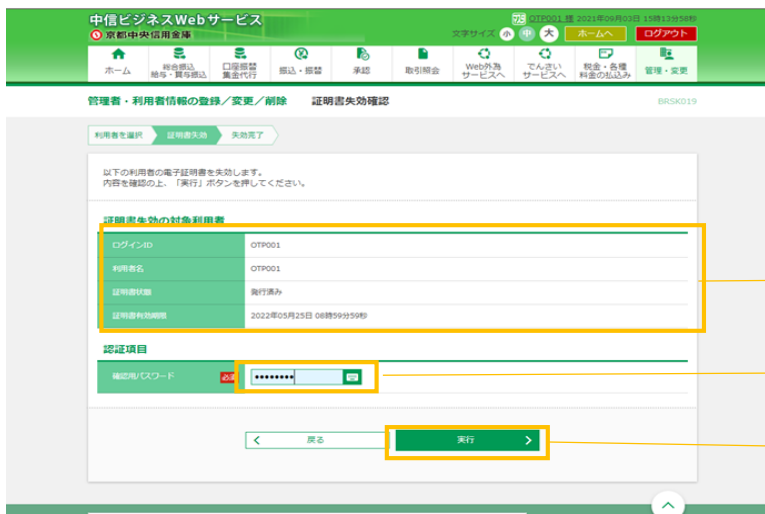 中信ビジネスWebサービス
京都中央信用金庫
OTP001 様 2021年09月03日 15時13分58秒
文字サイズ 小 中 大 ホームへ ログアウト
ホーム
総合振込
給与・賞与振込
口座振替
集金代行
振込・振替
承認
取引照会
Web外為
サービスへ
でんさい
サービスへ
税金・各種
料金の払込み
管理・変更
管理者・利用者情報の登録／変更／削除 証明書失効確認 BRSK019
利用者を選択 証明書失効 失効完了
以下の利用者の電子証明書を失効します。
内容を確認の上、「実行」ボタンを押してください。
証明書失効の対象利用者
ログインID OTP001
利用者名 OTP001
証明書状態 発行済み
証明書有効期限 2022年05月25日 08時59分59秒
認証項目
確認用パスワード 必須 ••••••••
戻る 実行